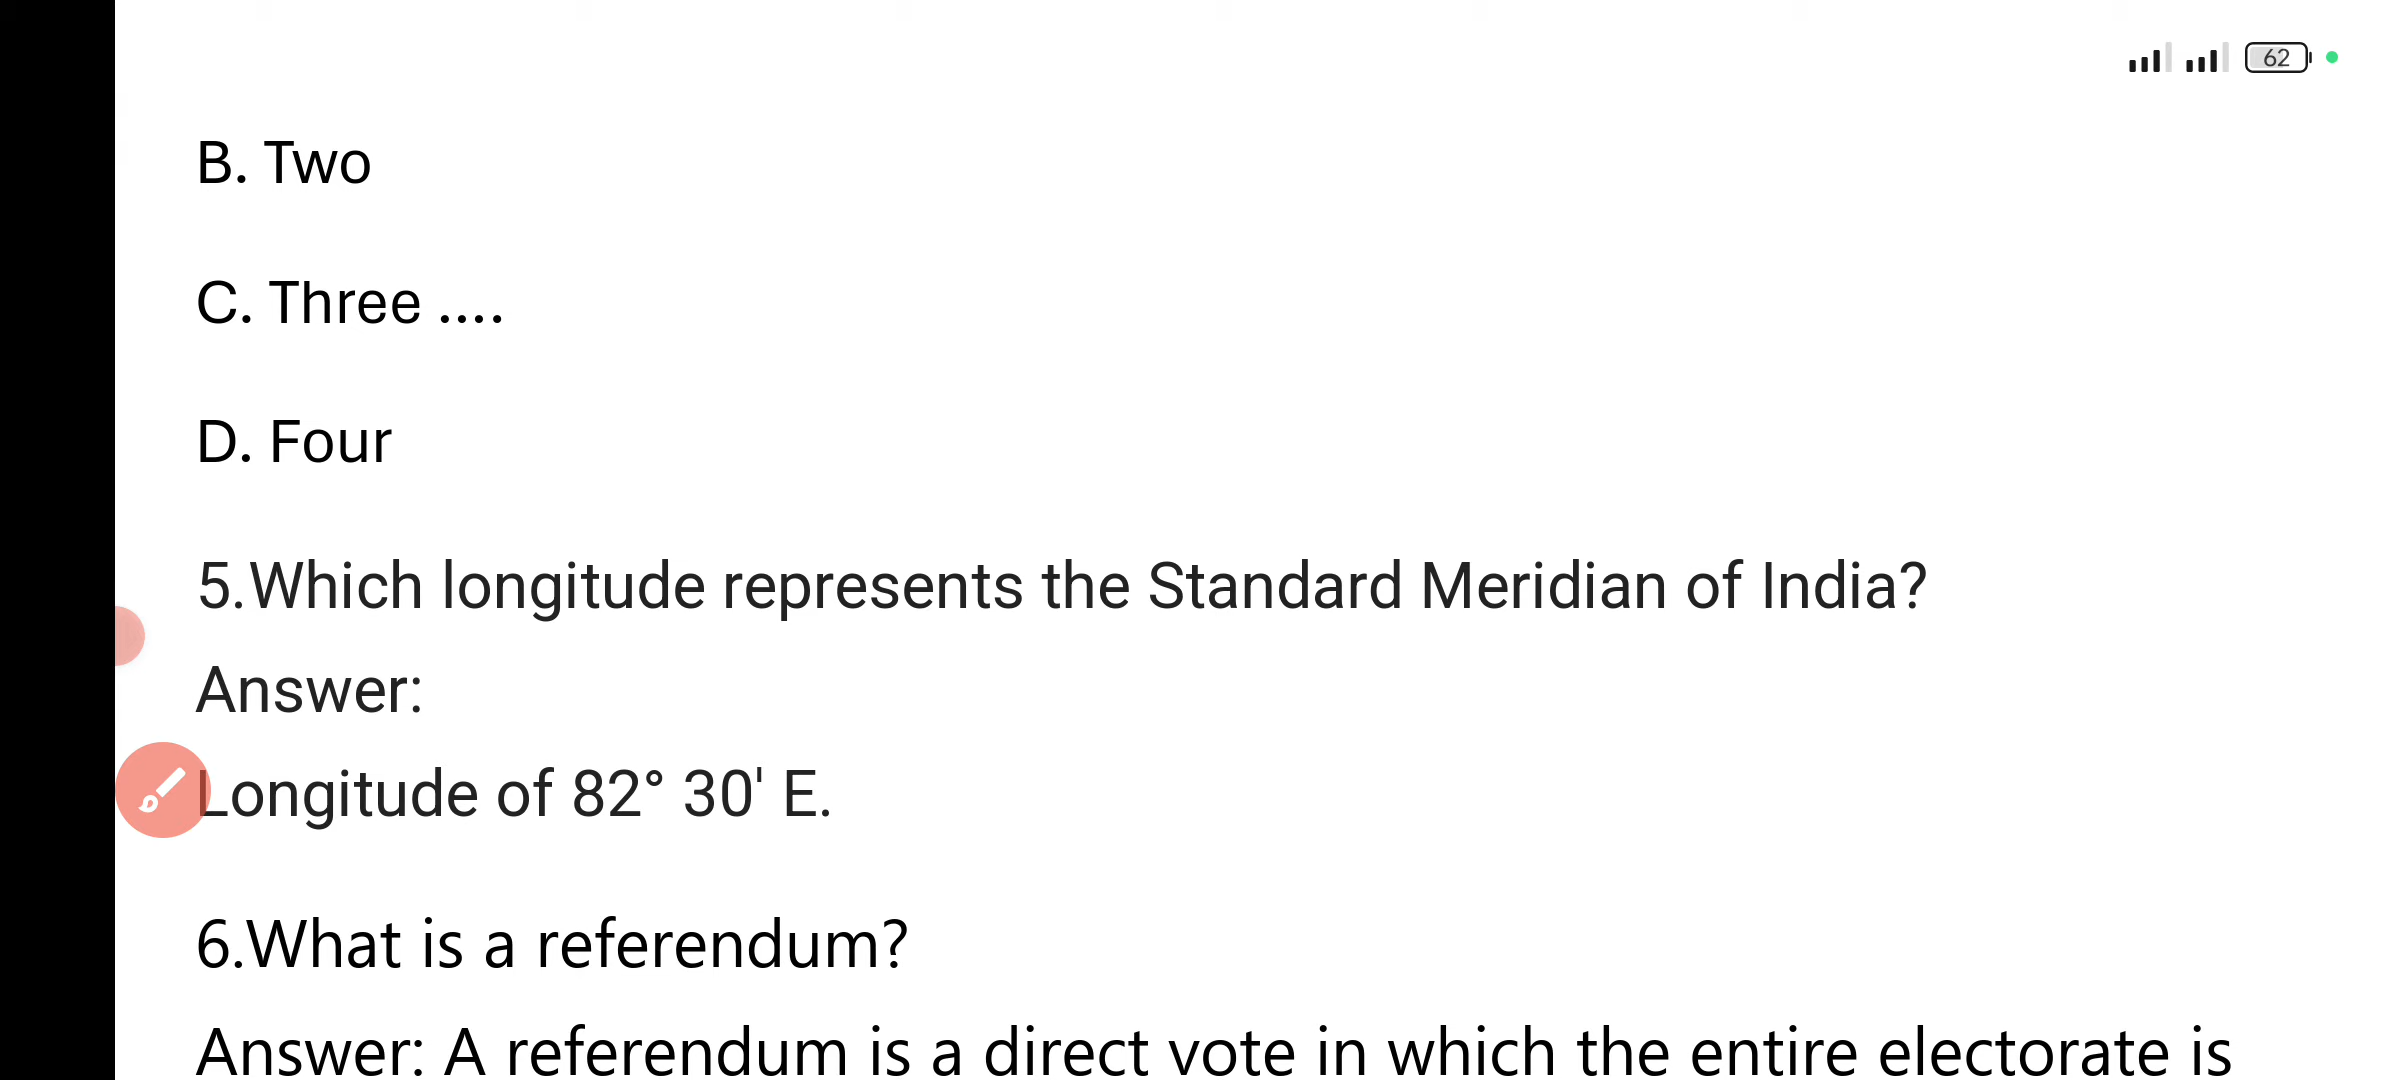 62
B. Two
C. Three ....
D. Four
5.Which longitude represents the Standard Meridian of India?
Answer:
Longitude of 82° 30' E.
6.What is a referendum?
Answer: A referendum is a direct vote in which the entire electorate is